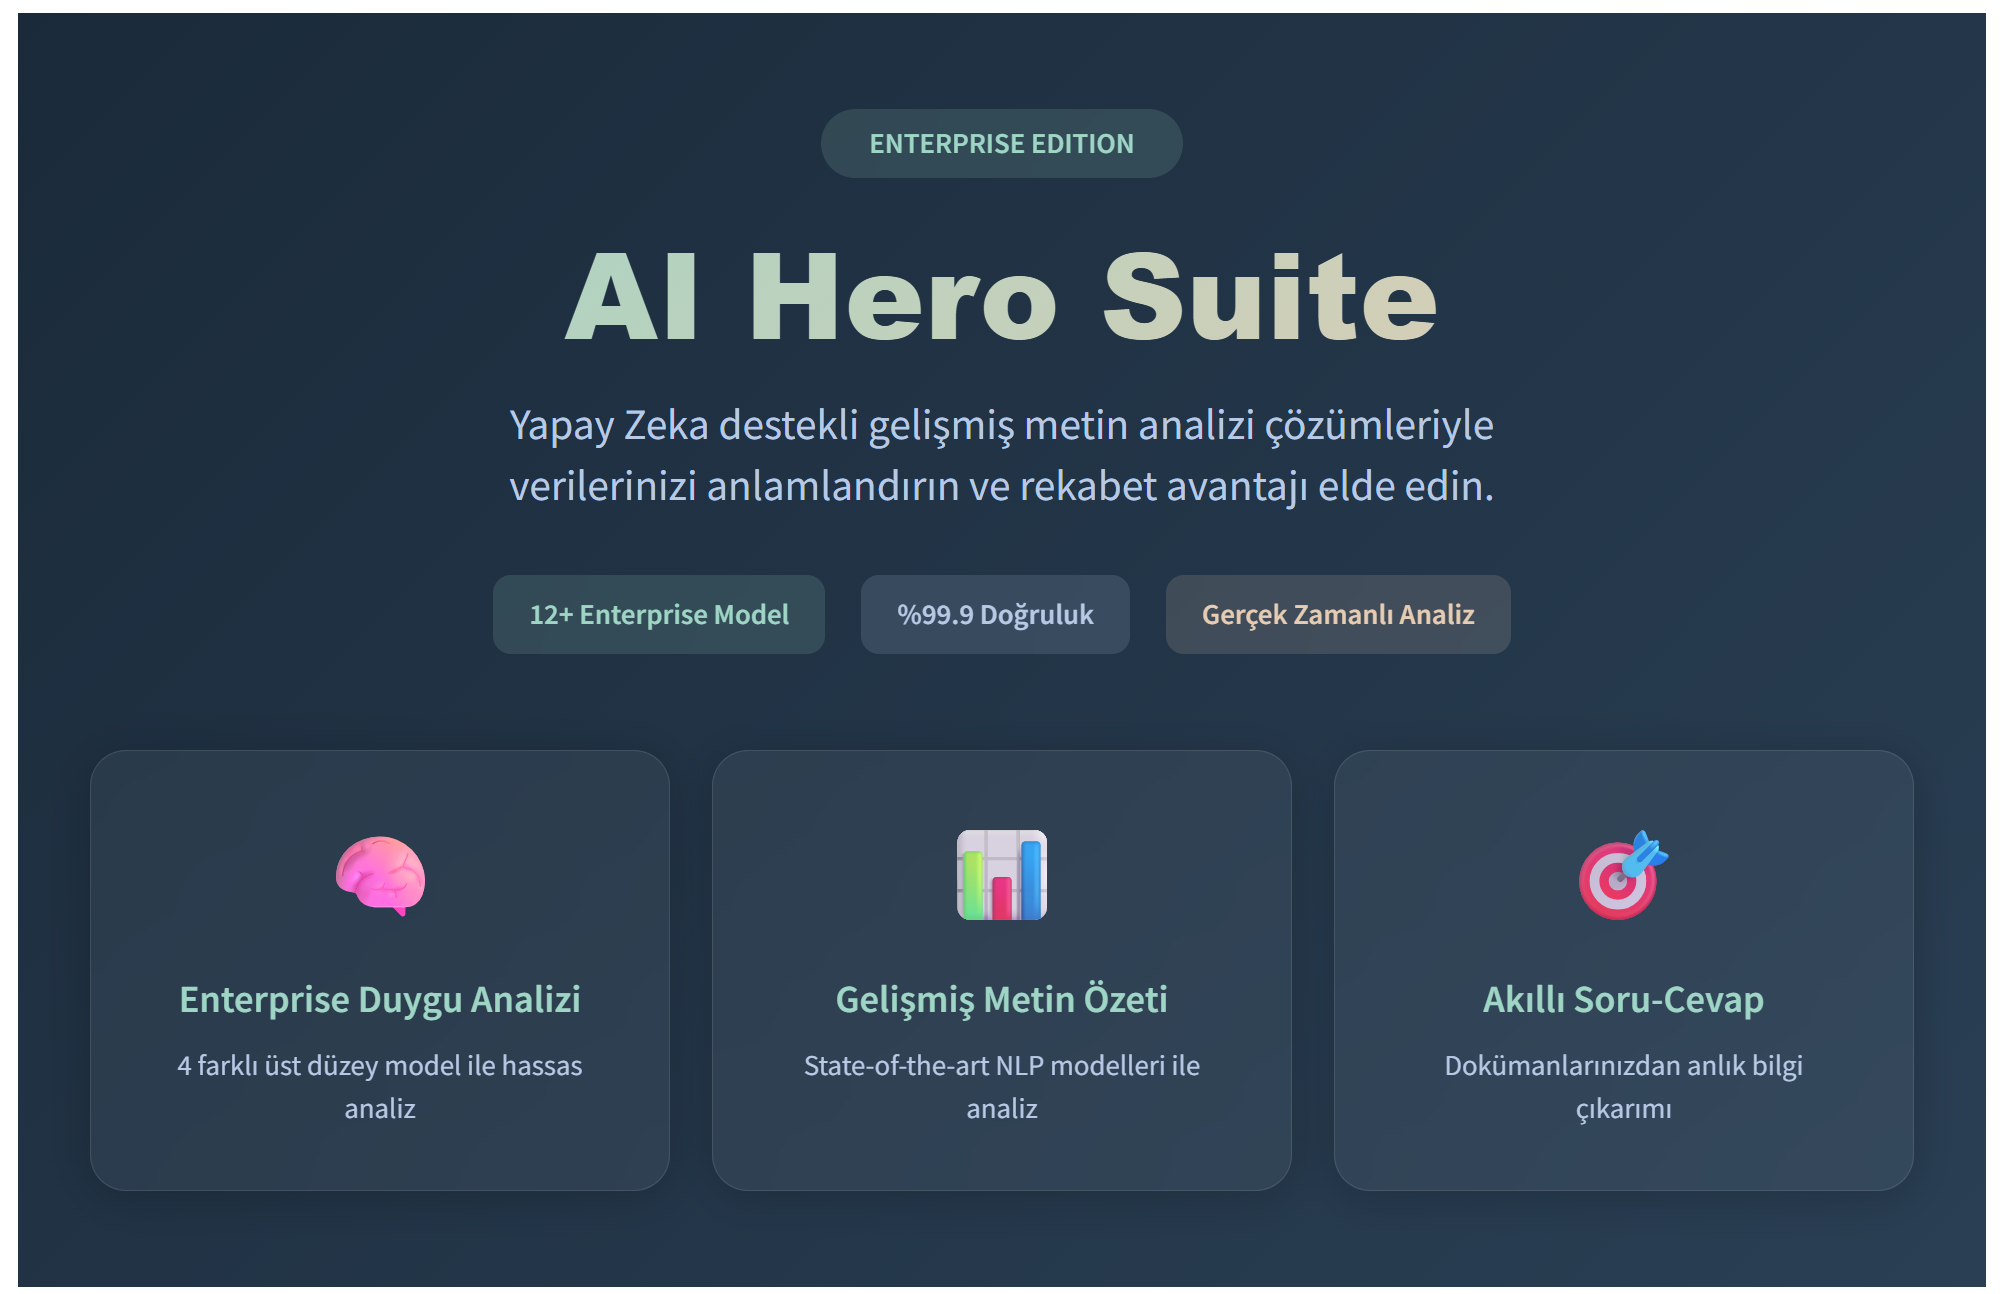 ENTERPRISE EDITION
AI Hero Suite
Yapay Zeka destekli gelişmiş metin analizi çözümleriyle
verilerinizi anlamlandırın ve rekabet avantajı elde edin.
12+ Enterprise Model
%99.9 Doğruluk
Gerçek Zamanlı Analiz
Enterprise Duygu Analizi
4 farklı üst düzey model ile hassas
analiz
Gelişmiş Metin Özeti
State-of-the-art NLP modelleri ile
analiz
Akıllı Soru-Cevap
Dokümanlarınızdan anlık bilgi
çıkarımı